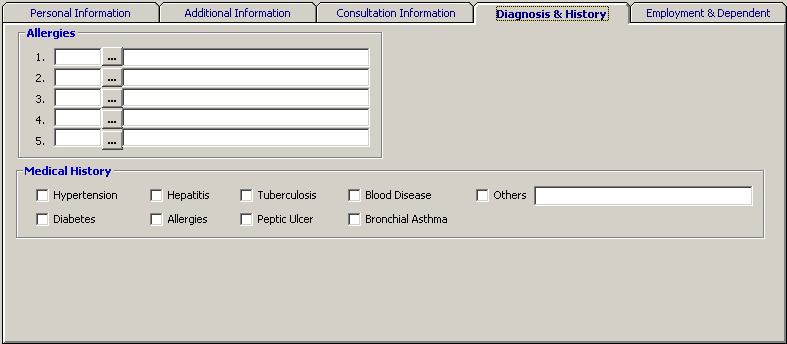 Personal Information Additional Information Consultation Information Diagnosis & History Employment & Dependent
Allergies
1. ...
2. ...
3. ...
4. ...
5. ...
Medical History
Hypertension Hepatitis Tuberculosis Blood Disease Others
Diabetes Allergies Peptic Ulcer Bronchial Asthma